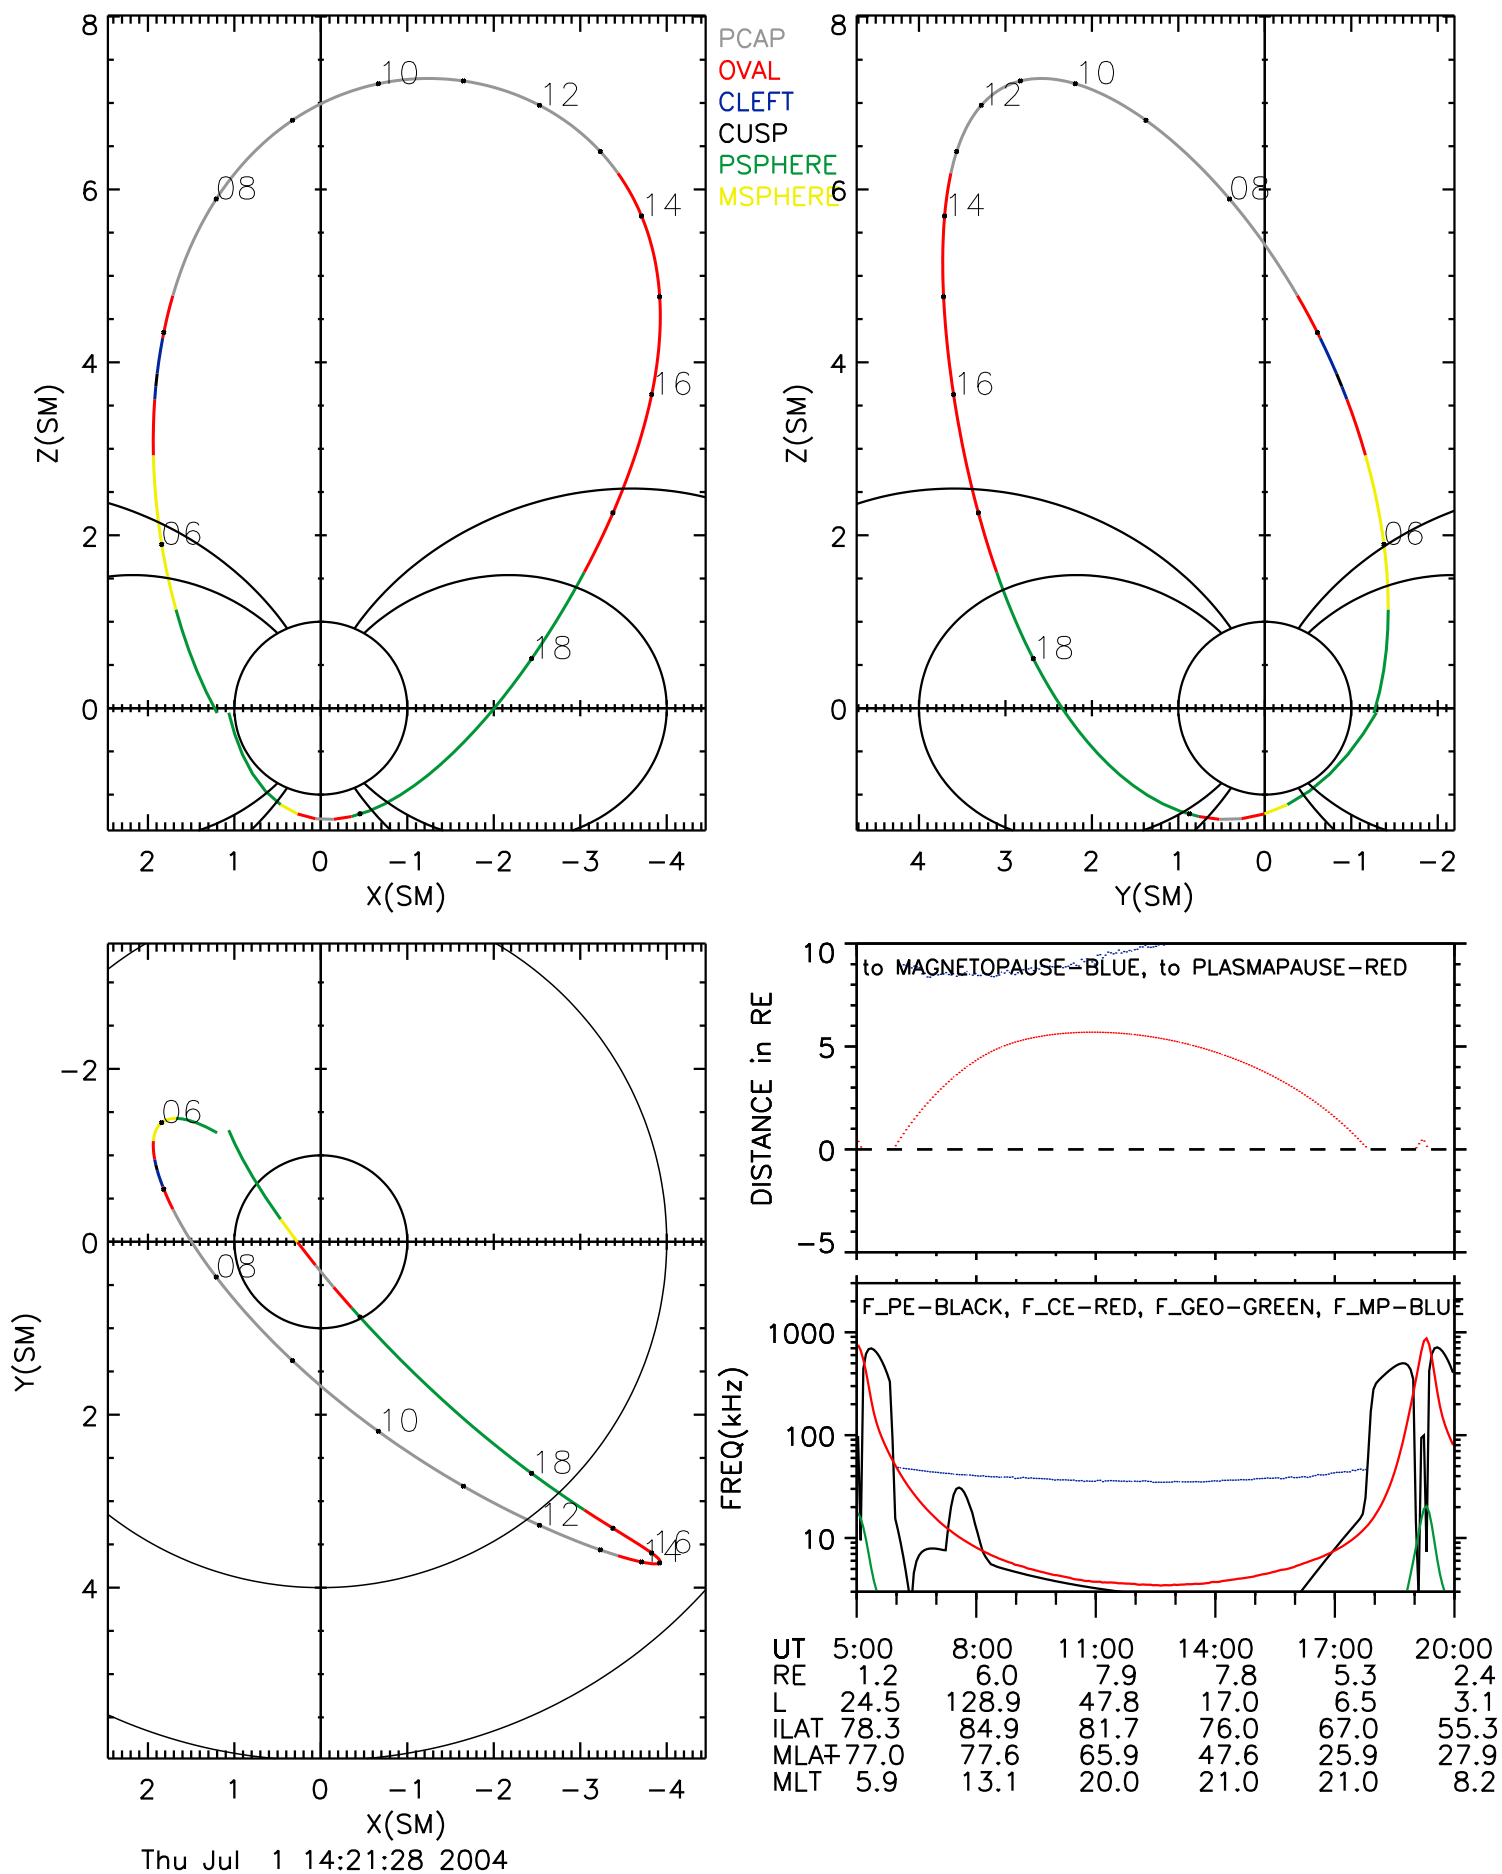 PCAP
OVAL
CLEFT
CUSP
PSPHERE
MSPHERE
8
6
4
2
0
Z(SM)
2 1 0 −1 −2 −3 −4
X(SM)
06
08
10
12
14
16
18
8
6
4
2
0
Z(SM)
4 3 2 1 0 −1 −2
Y(SM)
06
08
10
12
14
16
18
−2
0
2
4
Y(SM)
2 1 0 −1 −2 −3 −4
X(SM)
06
08
10
12
14
16
18
to MAGNETOPAUSE−BLUE, to PLASMAPAUSE−RED
10
5
0
−5
DISTANCE in RE
F_PE−BLACK, F_CE−RED, F_GEO−GREEN, F_MP−BLUE
1000
100
10
FREQ(kHz)
UT 5:00 8:00 11:00 14:00 17:00 20:00
RE 1.2 6.0 7.9 7.8 5.3 2.4
L 24.5 128.9 47.8 17.0 6.5 3.1
ILAT 78.3 84.9 81.7 76.0 67.0 55.3
MLAT −77.0 77.6 65.9 47.6 25.9 27.9
MLT 5.9 13.1 20.0 21.0 21.0 8.2
Thu Jul 1 14:21:28 2004